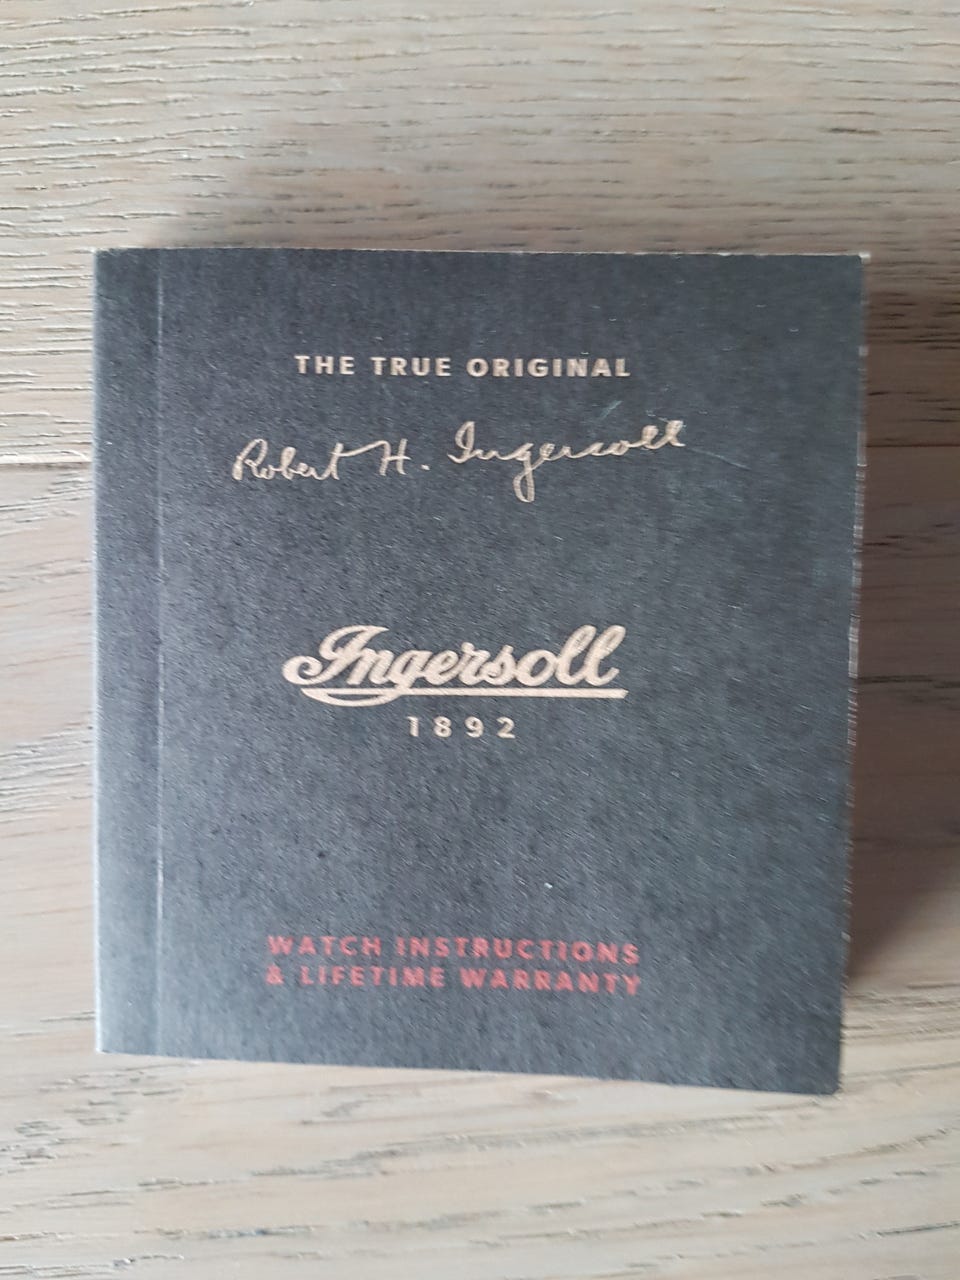 THE TRUE ORIGINAL
Robert H. Ingersoll
Ingersoll
1892
WATCH INSTRUCTIONS
& LIFETIME WARRANTY